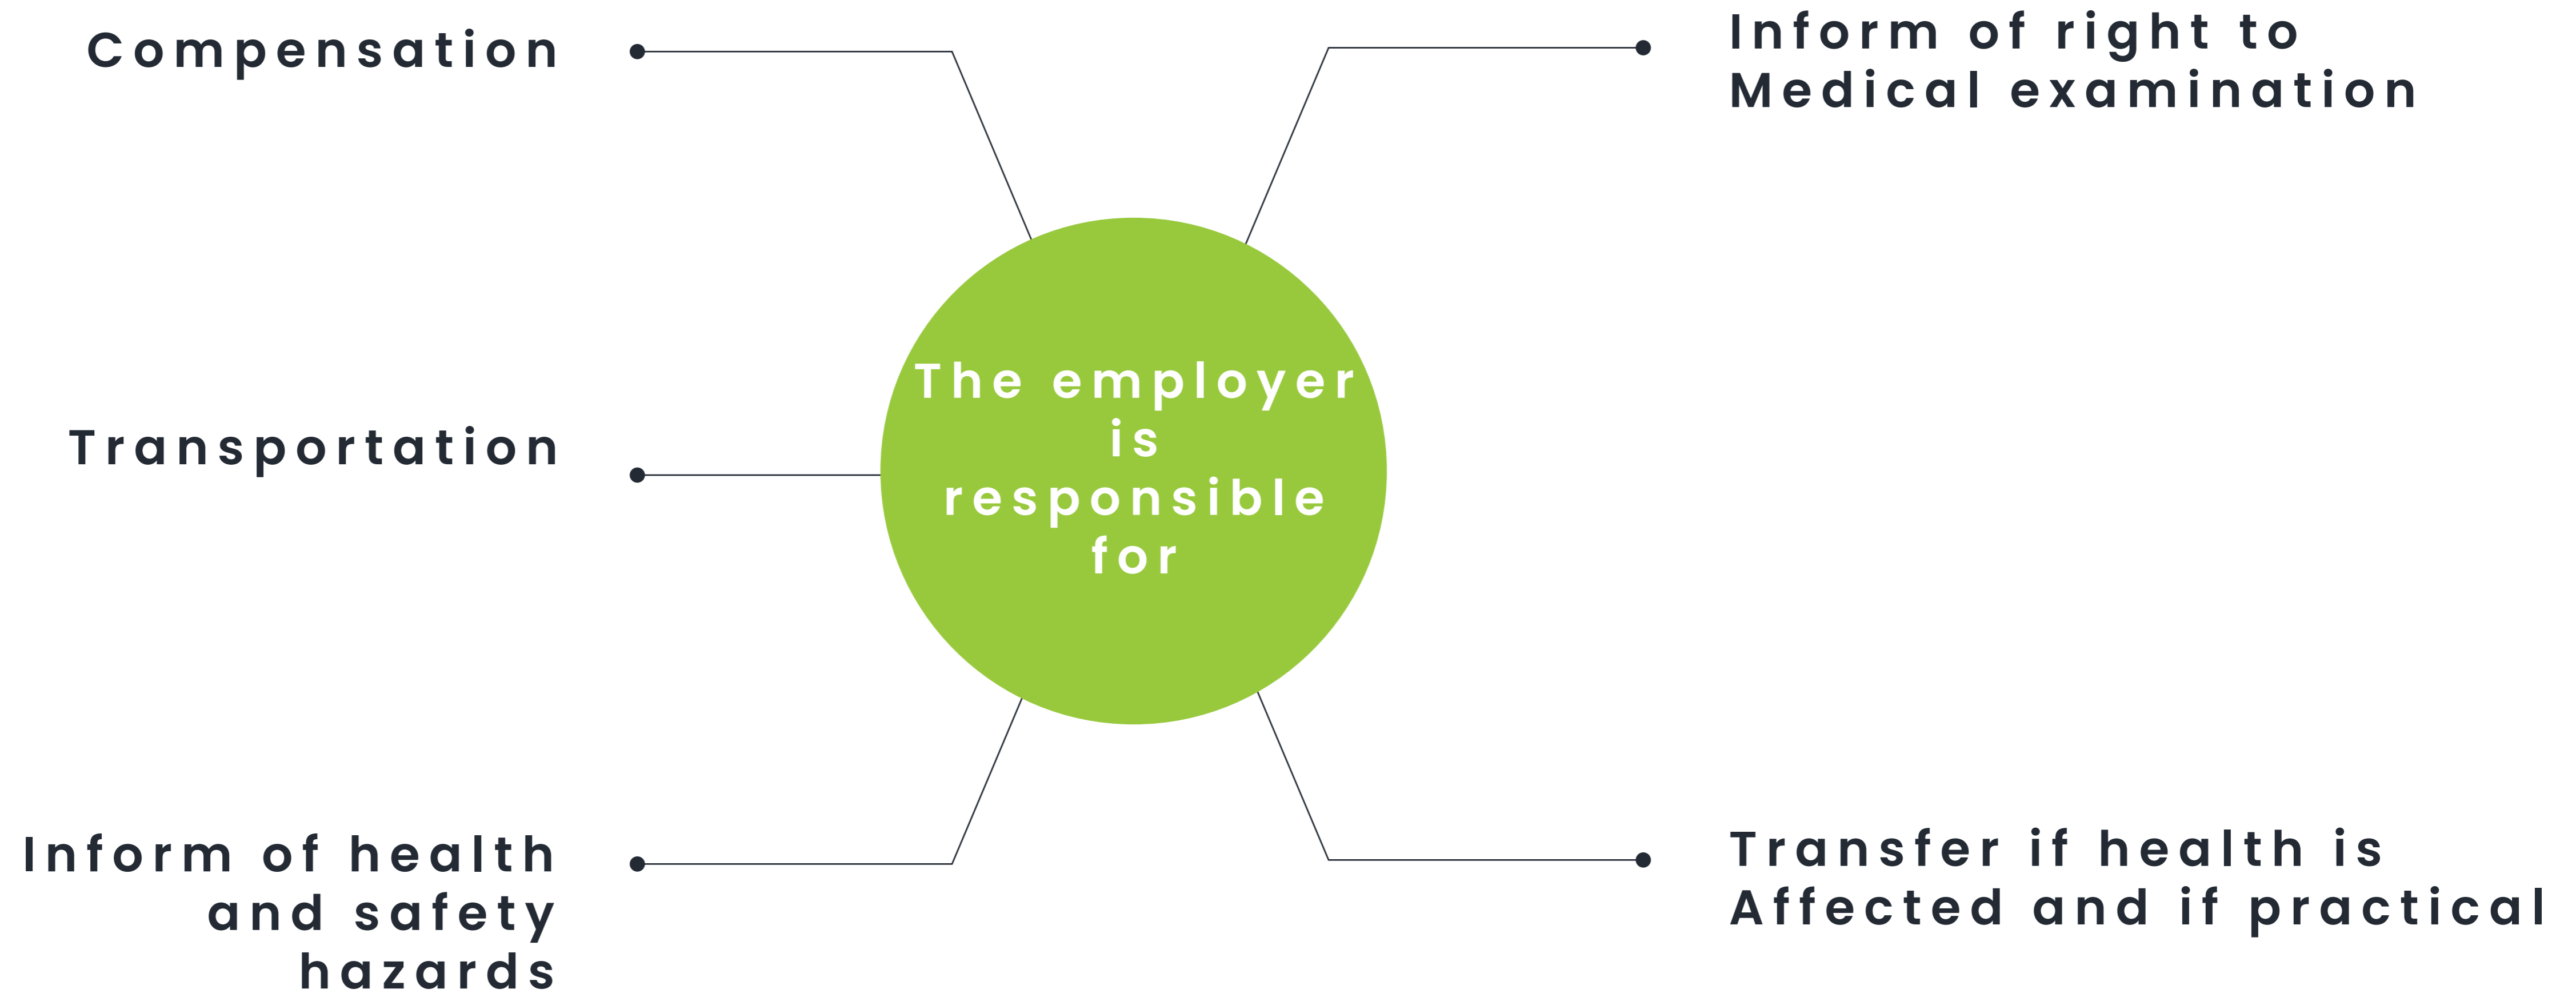 Compensation
Inform of right to
Medical examination
The employer
is
responsible
for
Transportation
Inform of health
and safety
hazards
Transfer if health is
Affected and if practical